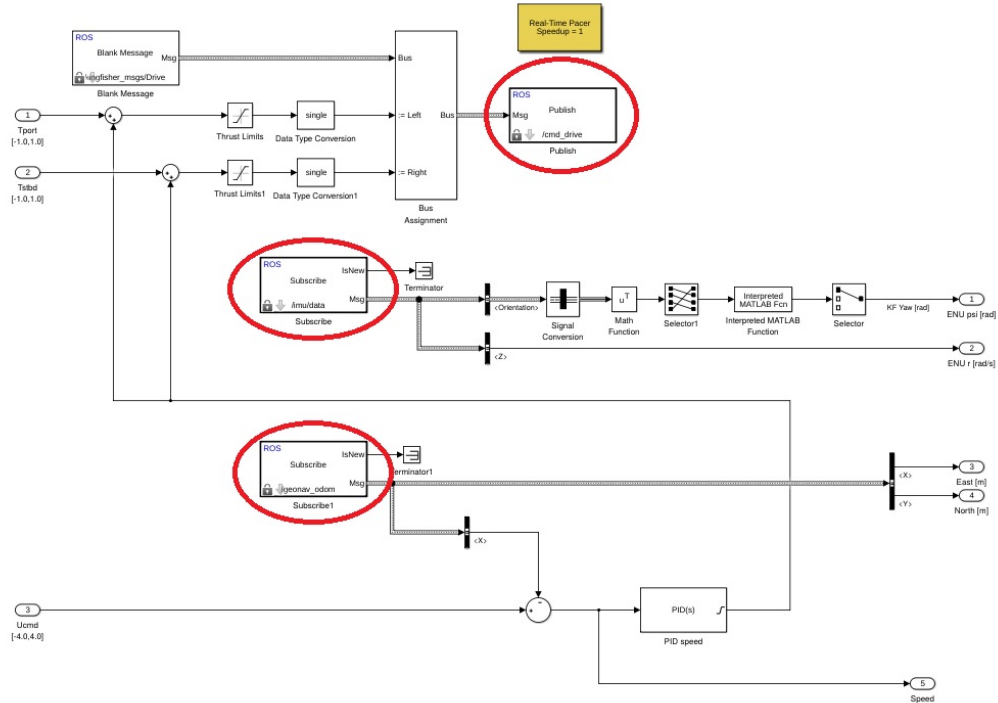 Real-Time Pacer
Speedup = 1
ROS
Blank Message
Msg
ngfisher_msgs/Drive
Blank Message
Bus
ROS
Publish
Msg
/cmd_drive
Publish
1
Tport
[-1.0,1.0]
Thrust Limits
single
Data Type Conversion
:= Left
Bus
2
Tstbd
[-1.0,1.0]
Thrust Limits1
single
Data Type Conversion1
:= Right
Bus
Assignment
ROS
Subscribe
IsNew
Msg
/imu/data
Subscribe
Terminator
<Orientation>
Signal
Conversion
uT
Math
Function
Selector1
Interpreted
MATLAB Fcn
Interpreted MATLAB
Function
Selector
KF Yaw [rad]
1
ENU psi [rad]
<Z>
2
ENU r [rad/s]
ROS
Subscribe
IsNew
Msg
geonav_odom
Subscribe1
erminator1
<X>
<Y>
3
East [m]
4
North [m]
<X>
3
Ucmd
[-4.0,4.0]
+
-
PID(s)
PID speed
5
Speed